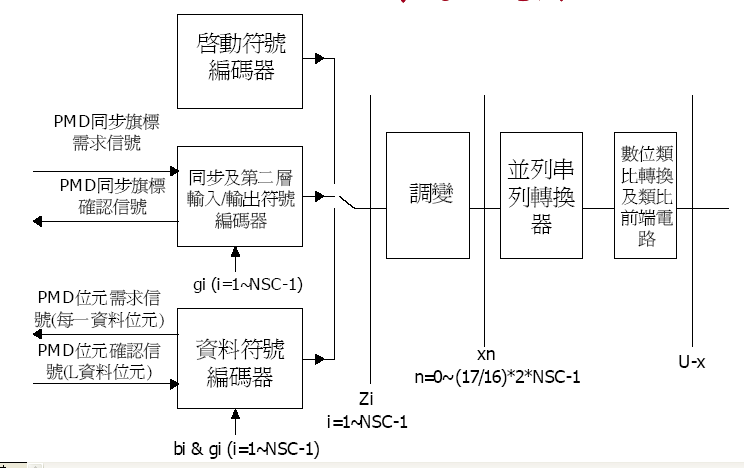 啓動符號
編碼器
PMD同步旗標
需求信號
PMD同步旗標
確認信號
同步及第二層
輸入/輸出符號
編碼器
gi (i=1~NSC-1)
PMD位元需求信
號(每一資料位元)
PMD位元確認信
號(L資料位元)
資料符號
編碼器
bi & gi (i=1~NSC-1)
調變
並列串
列轉換
器
數位類
比轉換
及類比
前端電
路
Zi
i=1~NSC-1
xn
n=0~(17/16)*2*NSC-1
U-x